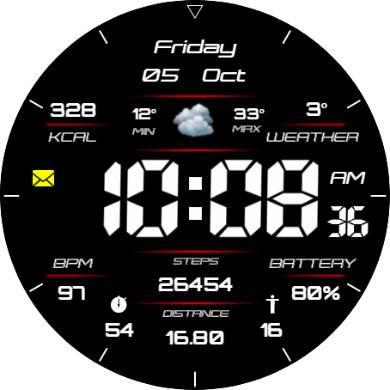 Friday
05 Oct
328 12° 33° 3°
KCAL MIN MAX WEATHER
10:08 AM
36
BPM STEPS BATTERY
97 26454 80%
DISTANCE
54 16.80 16